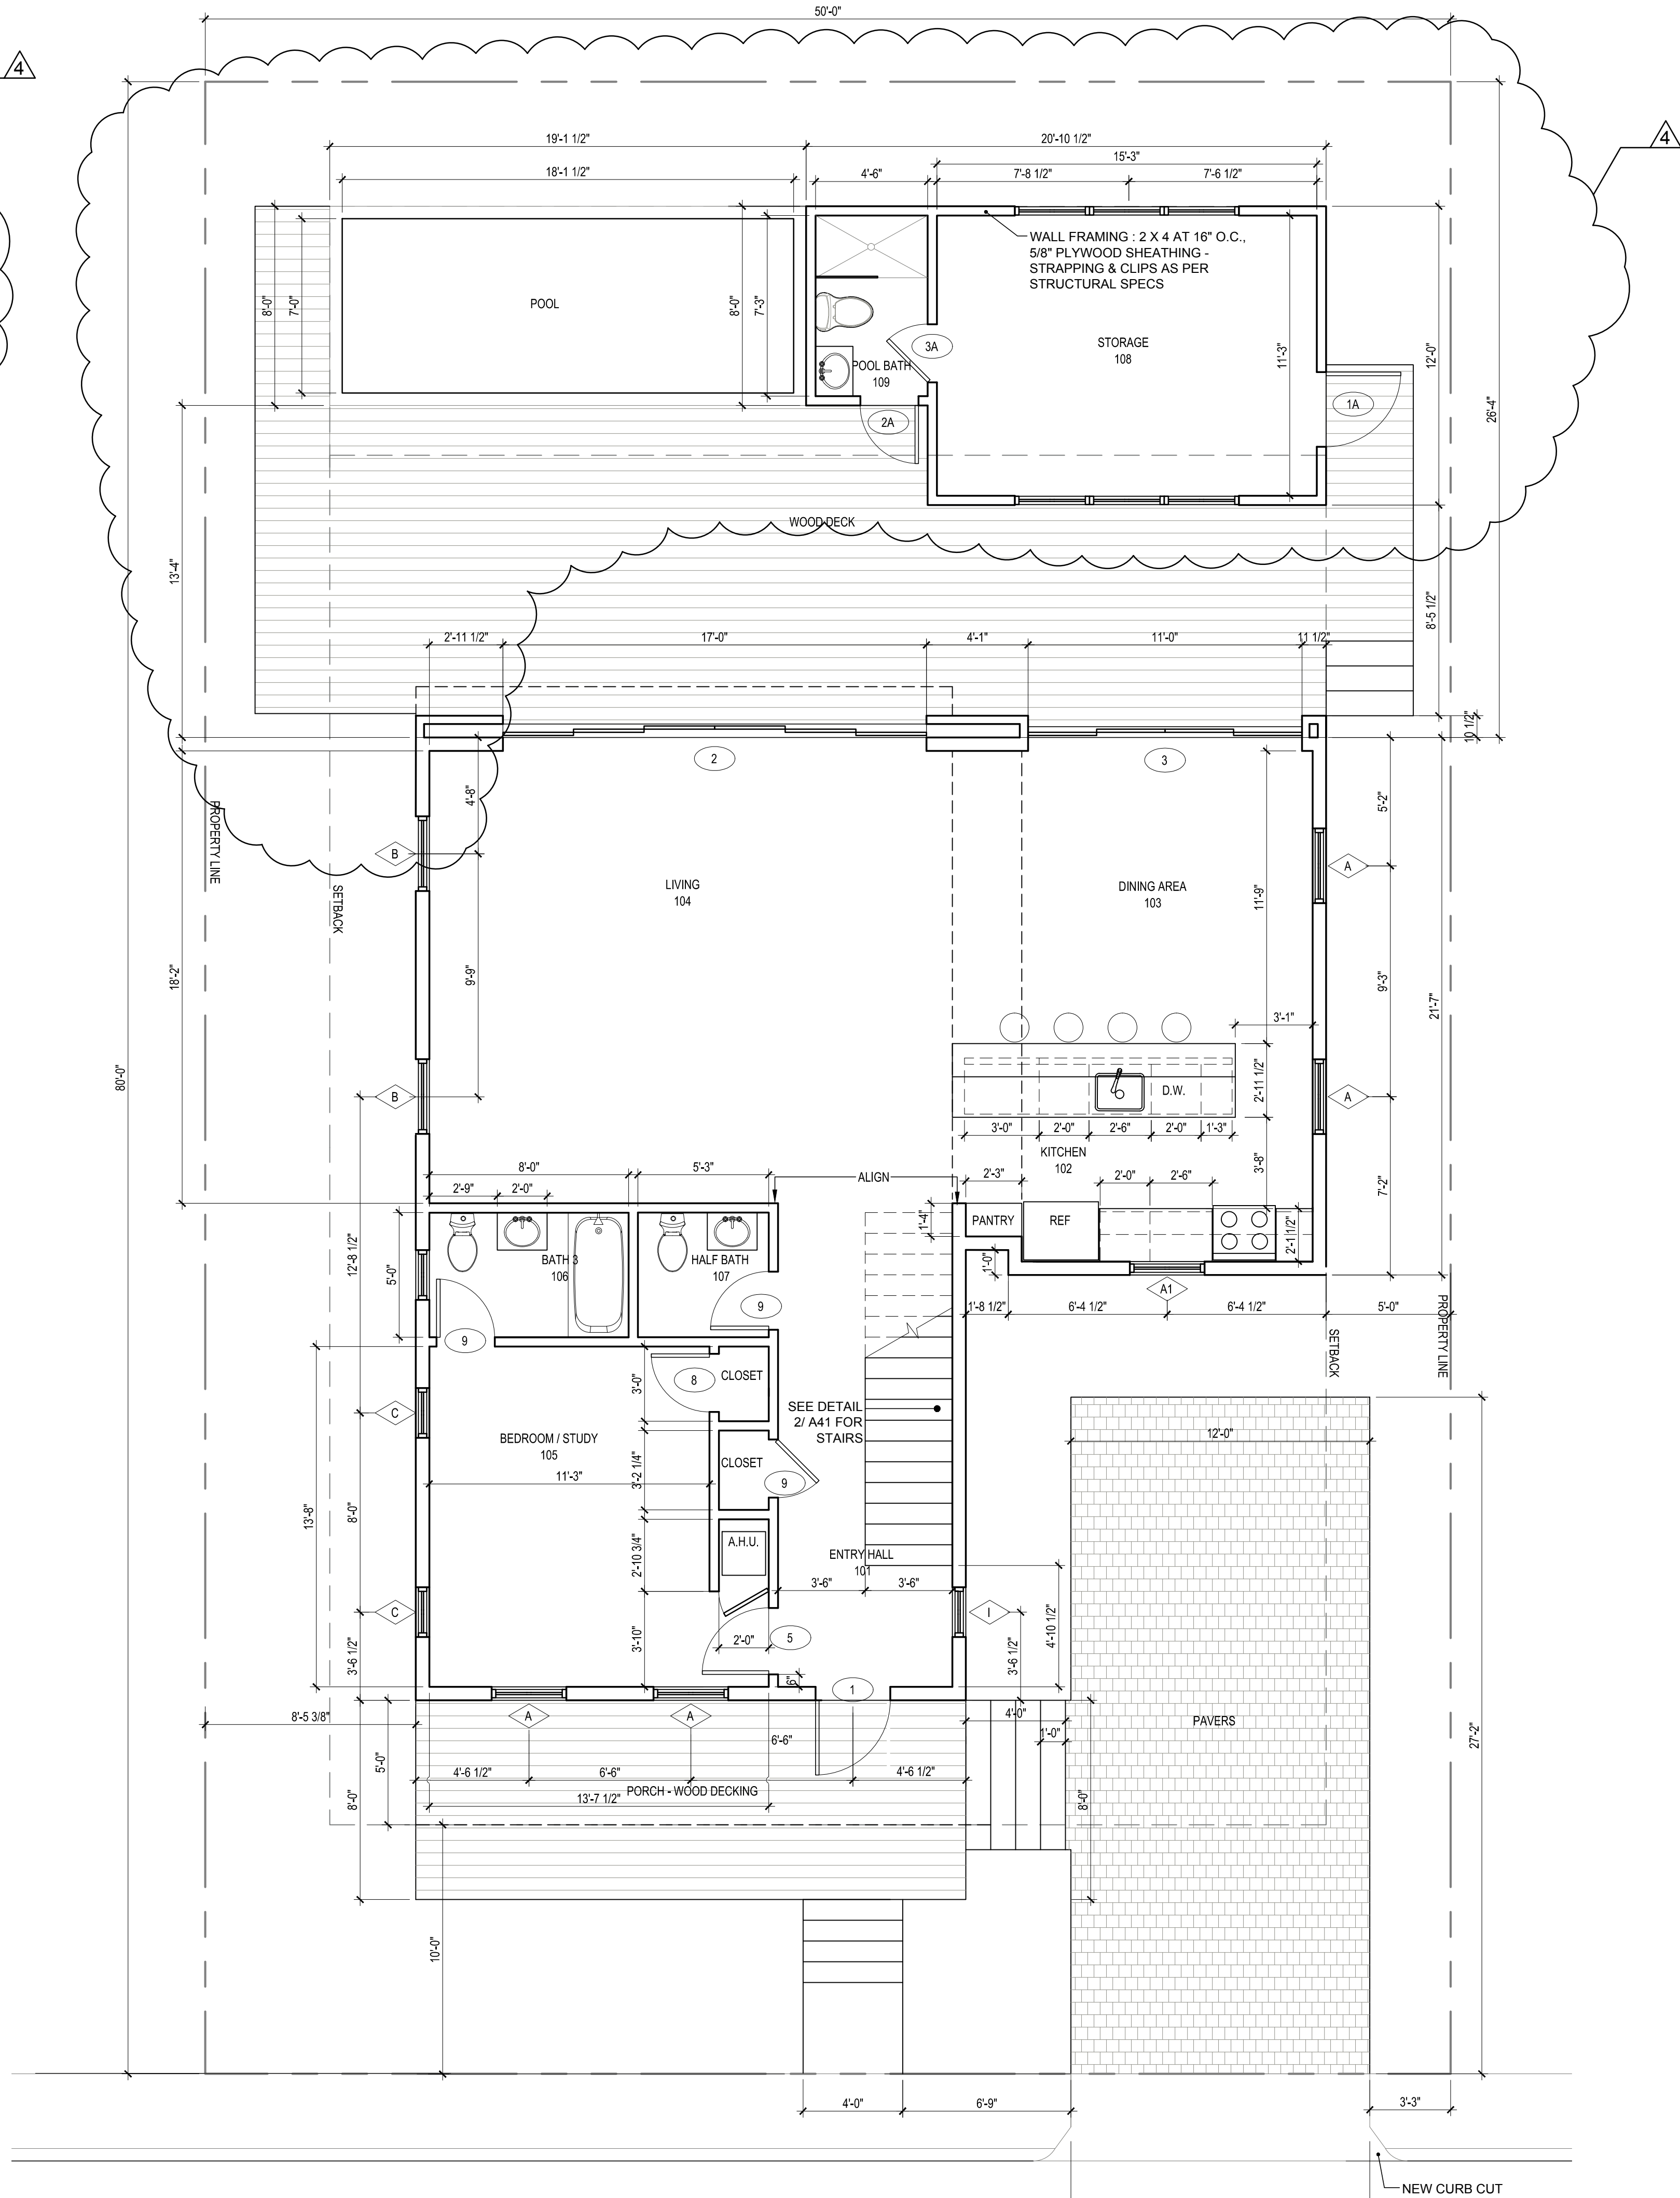 50'-0"
4
4
19'-1 1/2"
20'-10 1/2"
15'-3"
18'-1 1/2"
4'-6"
7'-8 1/2"
7'-6 1/2"
WALL FRAMING : 2 X 4 AT 16" O.C.,
5/8" PLYWOOD SHEATHING -
STRAPPING & CLIPS AS PER
STRUCTURAL SPECS
8'-0"
7'-0"
POOL
8'-0"
7'-3"
3A
STORAGE
108
11'-3"
12'-0"
POOL BATH
109
2A
1A
26'-4"
WOOD DECK
13'-4"
8'-5 1/2"
2'-11 1/2"
17'-0"
4'-1"
11'-0"
11 1/2"
10 1/2"
2
3
4'-8"
5'-2"
PROPERTY LINE
B
A
SETBACK
LIVING
104
DINING AREA
103
11'-9"
18'-2"
9'-9"
9'-3"
21'-7"
3'-1"
80'-0"
2'-11 1/2"
B
D.W.
A
3'-0"
2'-0"
2'-6"
2'-0"
1'-3"
KITCHEN
102
3'-8"
8'-0"
5'-3"
ALIGN
2'-3"
2'-0"
2'-6"
7'-2"
2'-9"
2'-0"
1'-4"
PANTRY
REF
2'-1 1/2"
12'-8 1/2"
5'-0"
BATH 3
106
HALF BATH
107
1'-0"
A1
9
9
1'-8 1/2"
6'-4 1/2"
6'-4 1/2"
5'-0"
PROPERTY LINE
SETBACK
3'-0"
8
CLOSET
C
SEE DETAIL
2/ A41 FOR
STAIRS
BEDROOM / STUDY
105
11'-3"
3'-2 1/4"
CLOSET
9
12'-0"
13'-8"
8'-0"
2'-10 3/4"
A.H.U.
ENTRY HALL
101
3'-6"
3'-6"
C
I
3'-6 1/2"
3'-10"
2'-0"
5
3'-6 1/2"
4'-10 1/2"
6"
1
8'-5 3/8"
A
A
4'-0"
PAVERS
1'-0"
6'-6"
5'-0"
4'-6 1/2"
6'-6"
4'-6 1/2"
PORCH - WOOD DECKING
13'-7 1/2"
8'-0"
8'-0"
27'-2"
10'-0"
4'-0"
6'-9"
3'-3"
NEW CURB CUT